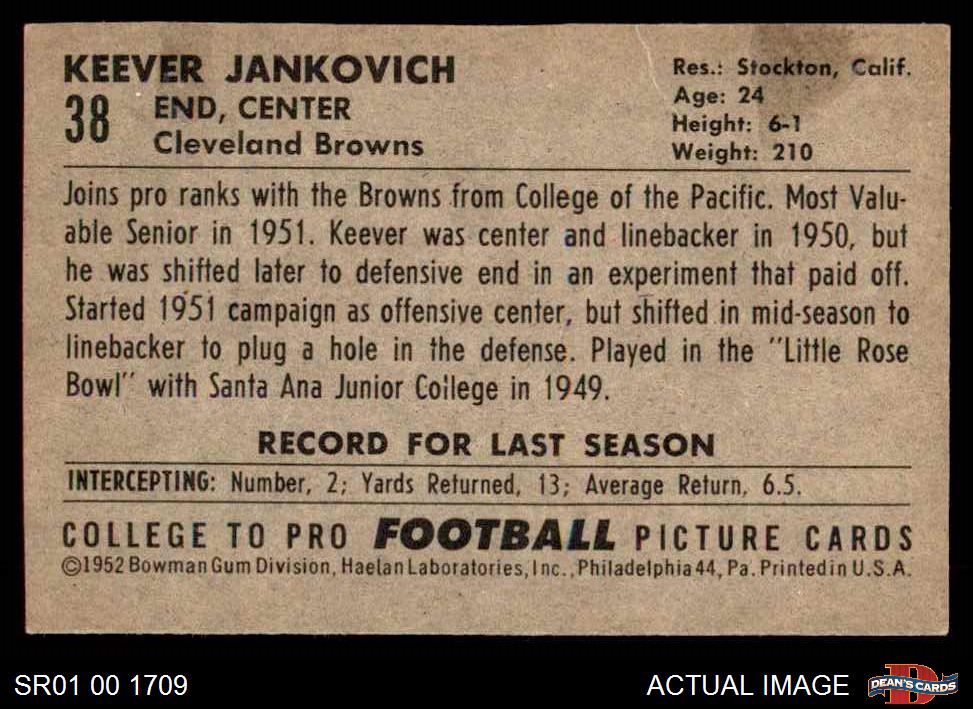 KEEVER JANKOVICH
38
END, CENTER
Cleveland Browns
Res.: Stockton, Calif.
Age: 24
Height: 6-1
Weight: 210
Joins pro ranks with the Browns from College of the Pacific. Most Valu-
able Senior in 1951. Keever was center and linebacker in 1950, but
he was shifted later to defensive end in an experiment that paid off.
Started 1951 campaign as offensive center, but shifted in mid-season to
linebacker to plug a hole in the defense. Played in the "Little Rose
Bowl" with Santa Ana Junior College in 1949.
RECORD FOR LAST SEASON
INTERCEPTING: Number, 2; Yards Returned, 13; Average Return, 6.5.
COLLEGE TO PRO FOOTBALL PICTURE CARDS
©1952 Bowman Gum Division, Haelan Laboratories, Inc., Philadelphia 44, Pa. Printed in U.S.A.
SR01 00 1709
ACTUAL IMAGE
D
DEAN'S CARDS